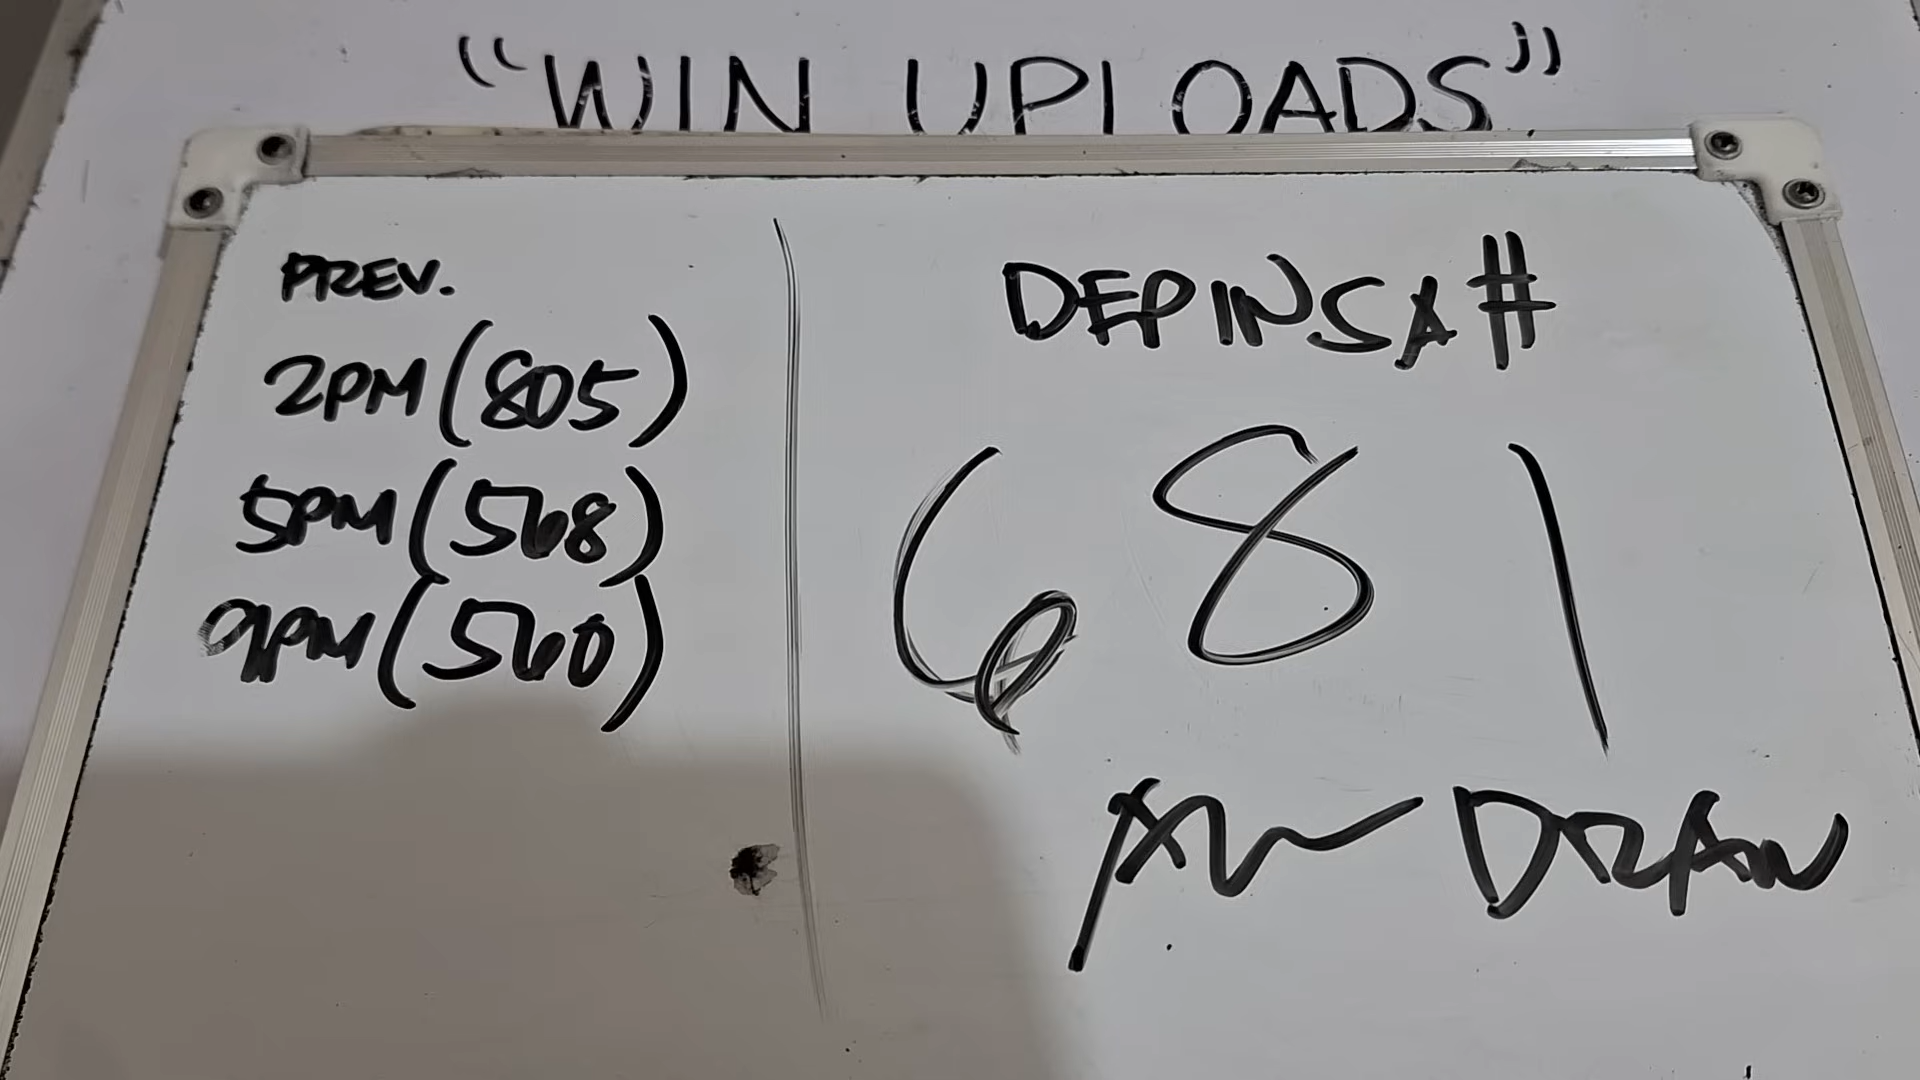 "WIN UPLOADS"
PREV.
2PM (805)
5PM (568)
9PM (560)
DEPINSA #
681
DRAW